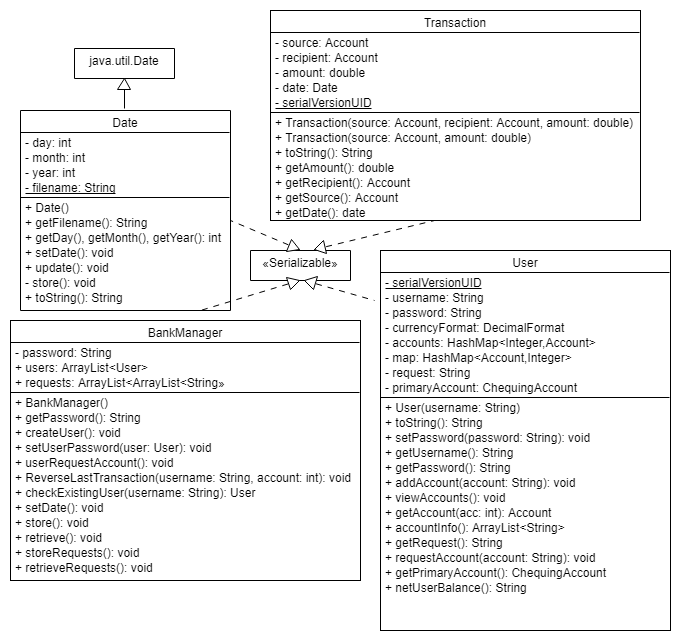 java.util.Date
Date
- day: int
- month: int
- year: int
- filename: String
+ Date()
+ getFilename(): String
+ getDay(), getMonth(), getYear(): int
+ setDate(): void
+ update(): void
- store(): void
+ toString(): String
Transaction
- source: Account
- recipient: Account
- amount: double
- date: Date
- serialVersionUID
+ Transaction(source: Account, recipient: Account, amount: double)
+ Transaction(source: Account, amount: double)
+ toString(): String
+ getAmount(): double
+ getRecipient(): Account
+ getSource(): Account
+ getDate(): date
«Serializable»
BankManager
- password: String
+ users: ArrayList<User>
+ requests: ArrayList<ArrayList<String»
+ BankManager()
+ getPassword(): String
+ createUser(): void
+ setUserPassword(user: User): void
+ userRequestAccount(): void
+ ReverseLastTransaction(username: String, account: int): void
+ checkExistingUser(username: String): User
+ setDate(): void
+ store(): void
+ retrieve(): void
+ storeRequests(): void
+ retrieveRequests(): void
User
- serialVersionUID
- username: String
- password: String
- currencyFormat: DecimalFormat
- accounts: HashMap<Integer,Account>
- map: HashMap<Account,Integer>
- request: String
- primaryAccount: ChequingAccount
+ User(username: String)
+ toString(): String
+ setPassword(password: String): void
+ getUsername(): String
+ getPassword(): String
+ addAccount(account: String): void
+ viewAccounts(): void
+ getAccount(acc: int): Account
+ accountInfo(): ArrayList<String>
+ getRequest(): String
+ requestAccount(account: String): void
+ getPrimaryAccount(): ChequingAccount
+ netUserBalance(): String